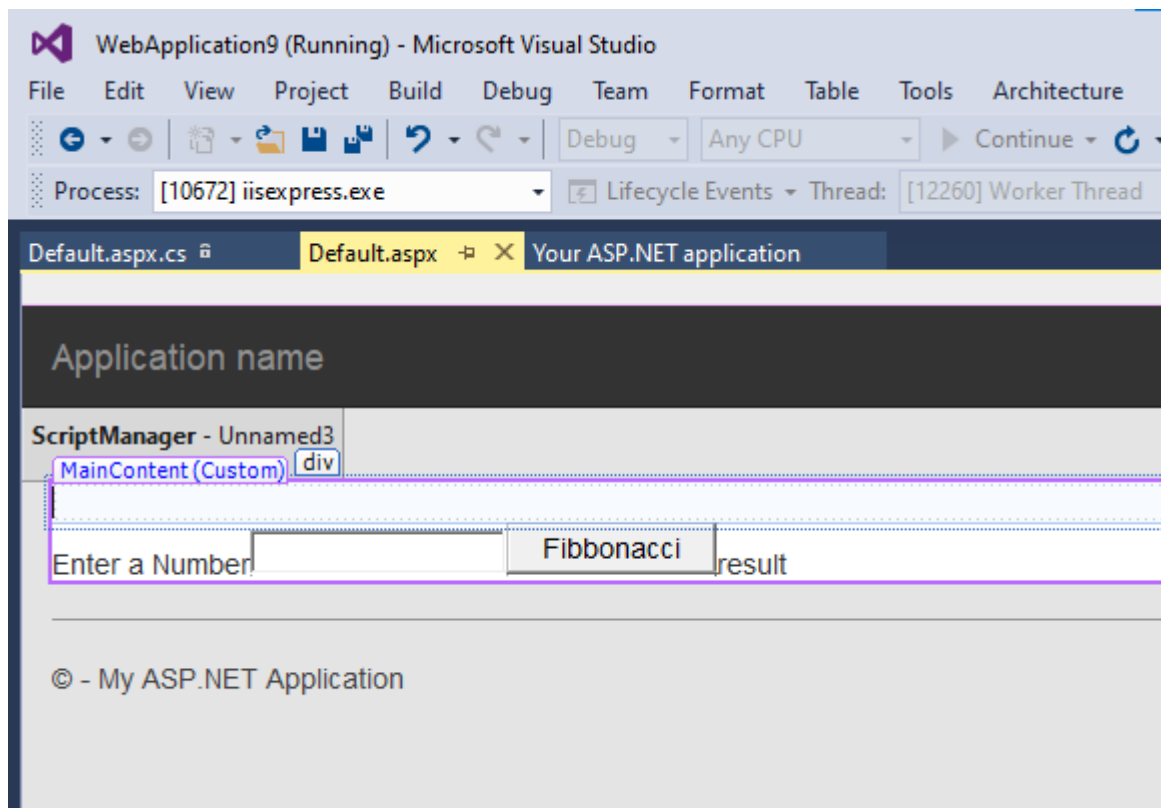 WebApplication9 (Running) - Microsoft Visual Studio
File Edit View Project Build Debug Team Format Table Tools Architecture
Debug Any CPU Continue
Process: [10672] iisexpress.exe Lifecycle Events Thread: [12260] Worker Thread
Default.aspx.cs Default.aspx Your ASP.NET application
Application name
ScriptManager - Unnamed3
MainContent (Custom) div
Enter a Number Fibbonacci result
© - My ASP.NET Application